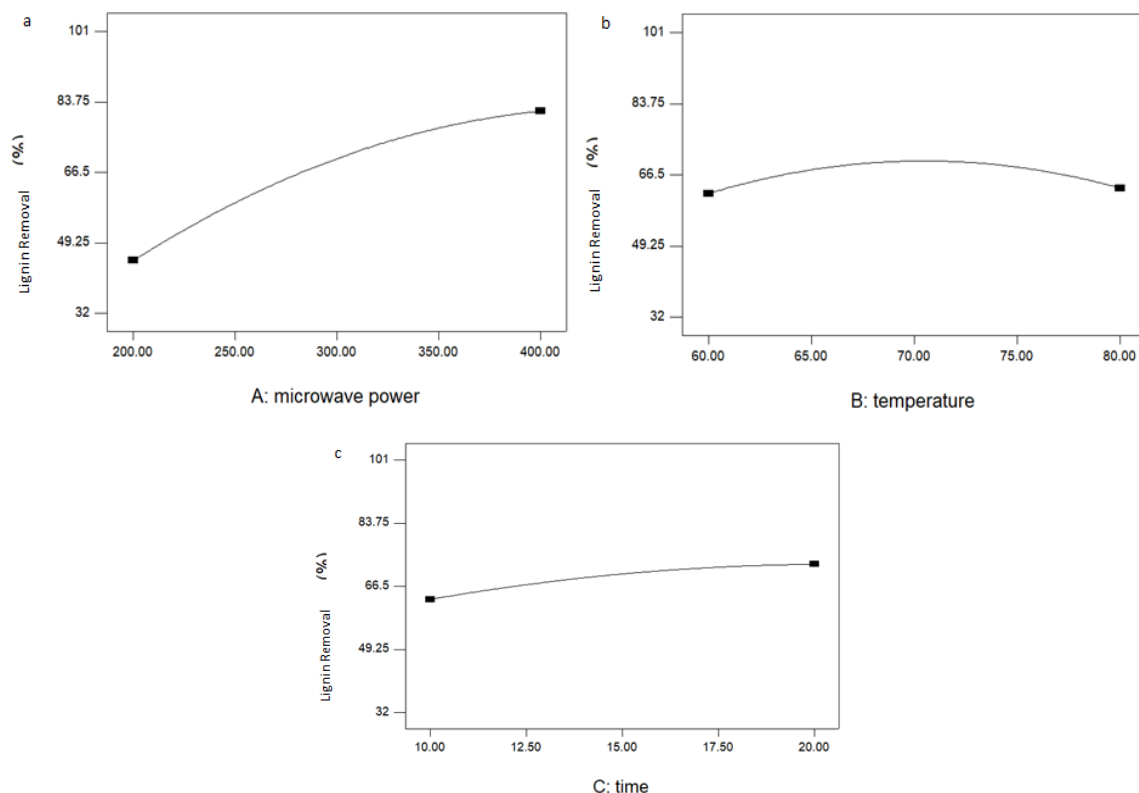 a
101
83.75
66.5
49.25
32
Lignin Removal (%)
200.00 250.00 300.00 350.00 400.00
A: microwave power
b
101
83.75
66.5
49.25
32
Lignin Removal (%)
60.00 65.00 70.00 75.00 80.00
B: temperature
c
101
83.75
66.5
49.25
32
Lignin Removal (%)
10.00 12.50 15.00 17.50 20.00
C: time